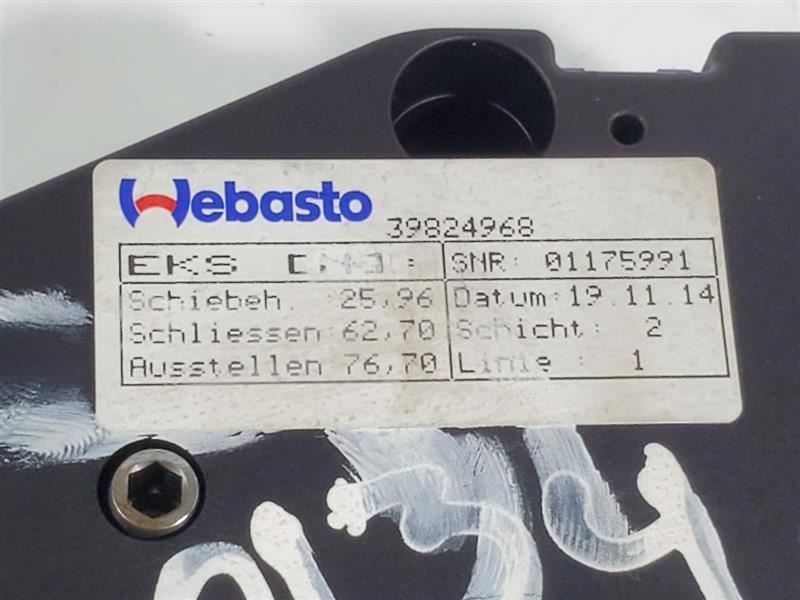 Webasto
39824968
EKS
SNR: 01175991
Schiebeh. :25,96
Datum:19.11.14
Schliessen:62,70
Schicht: 2
Ausstellen 76,70
Linie : 1